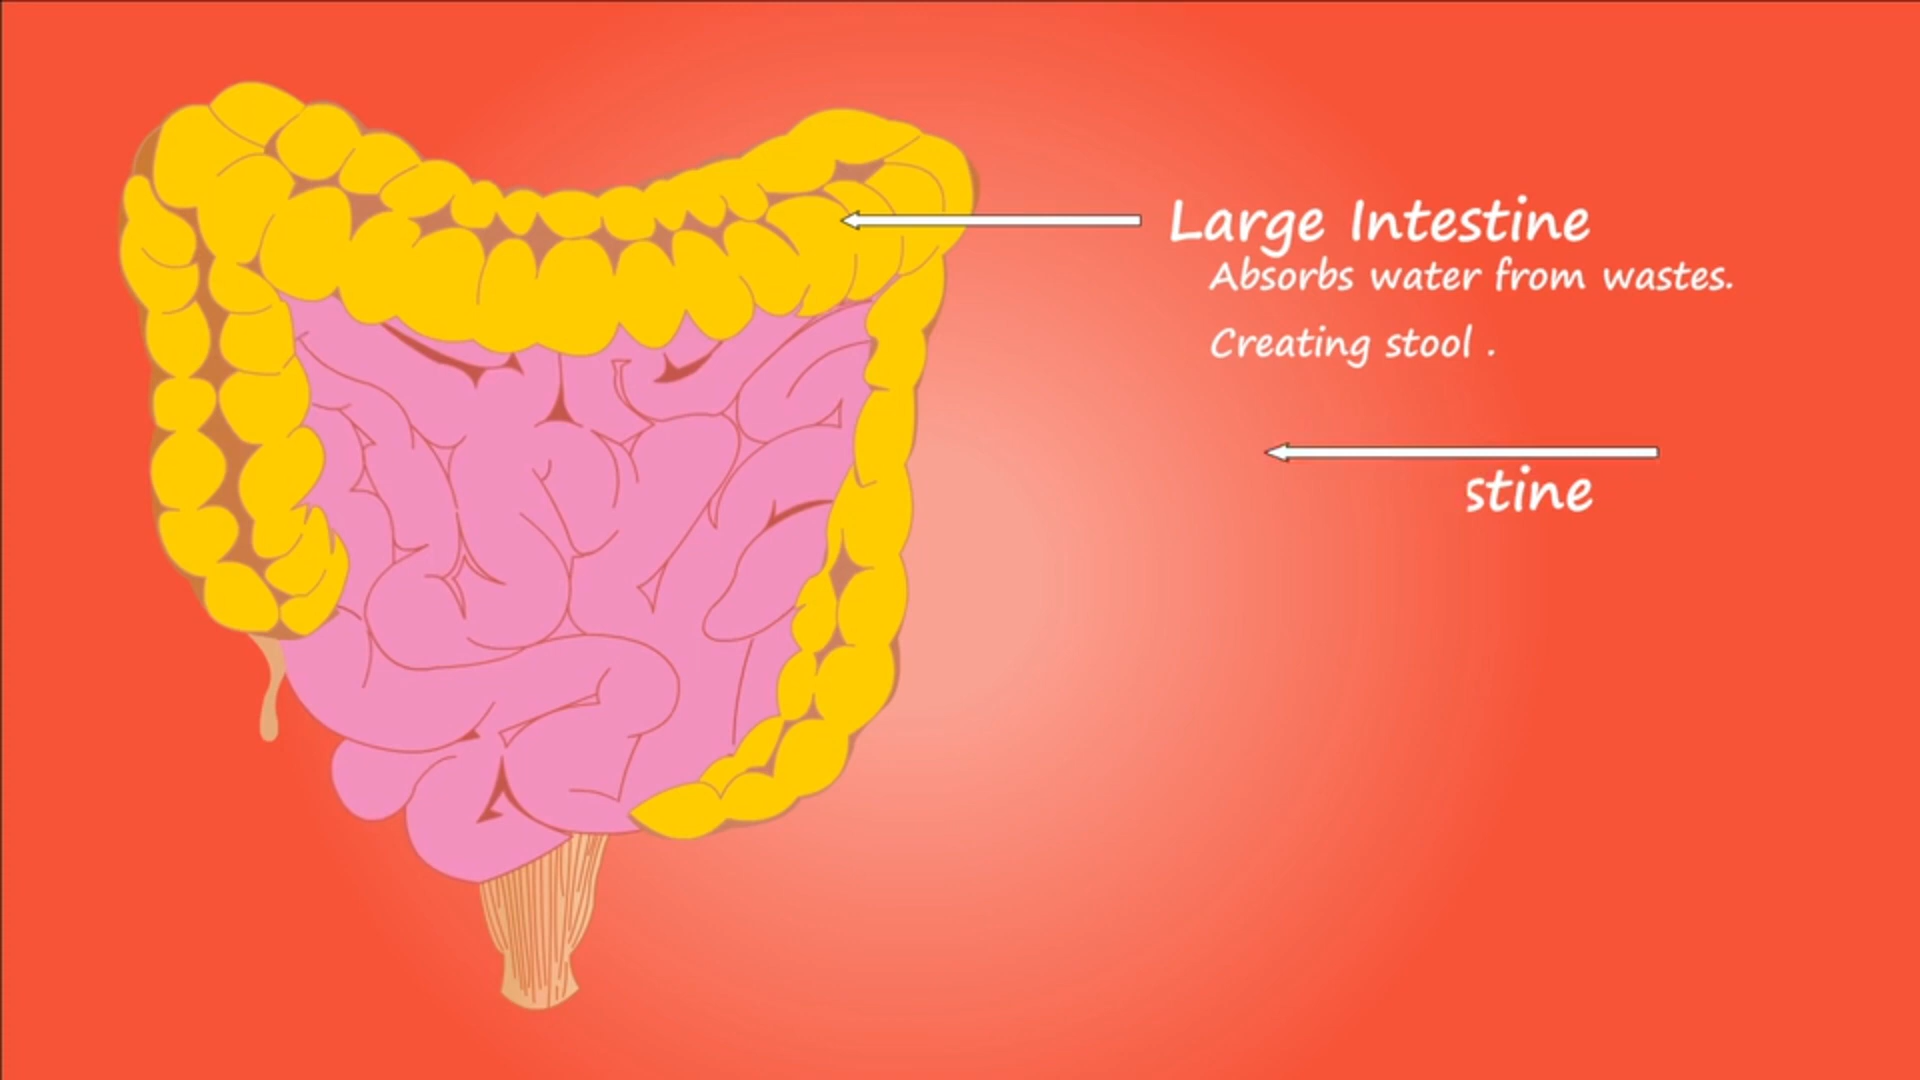 Large Intestine
Absorbs water from wastes.
Creating stool .
stine